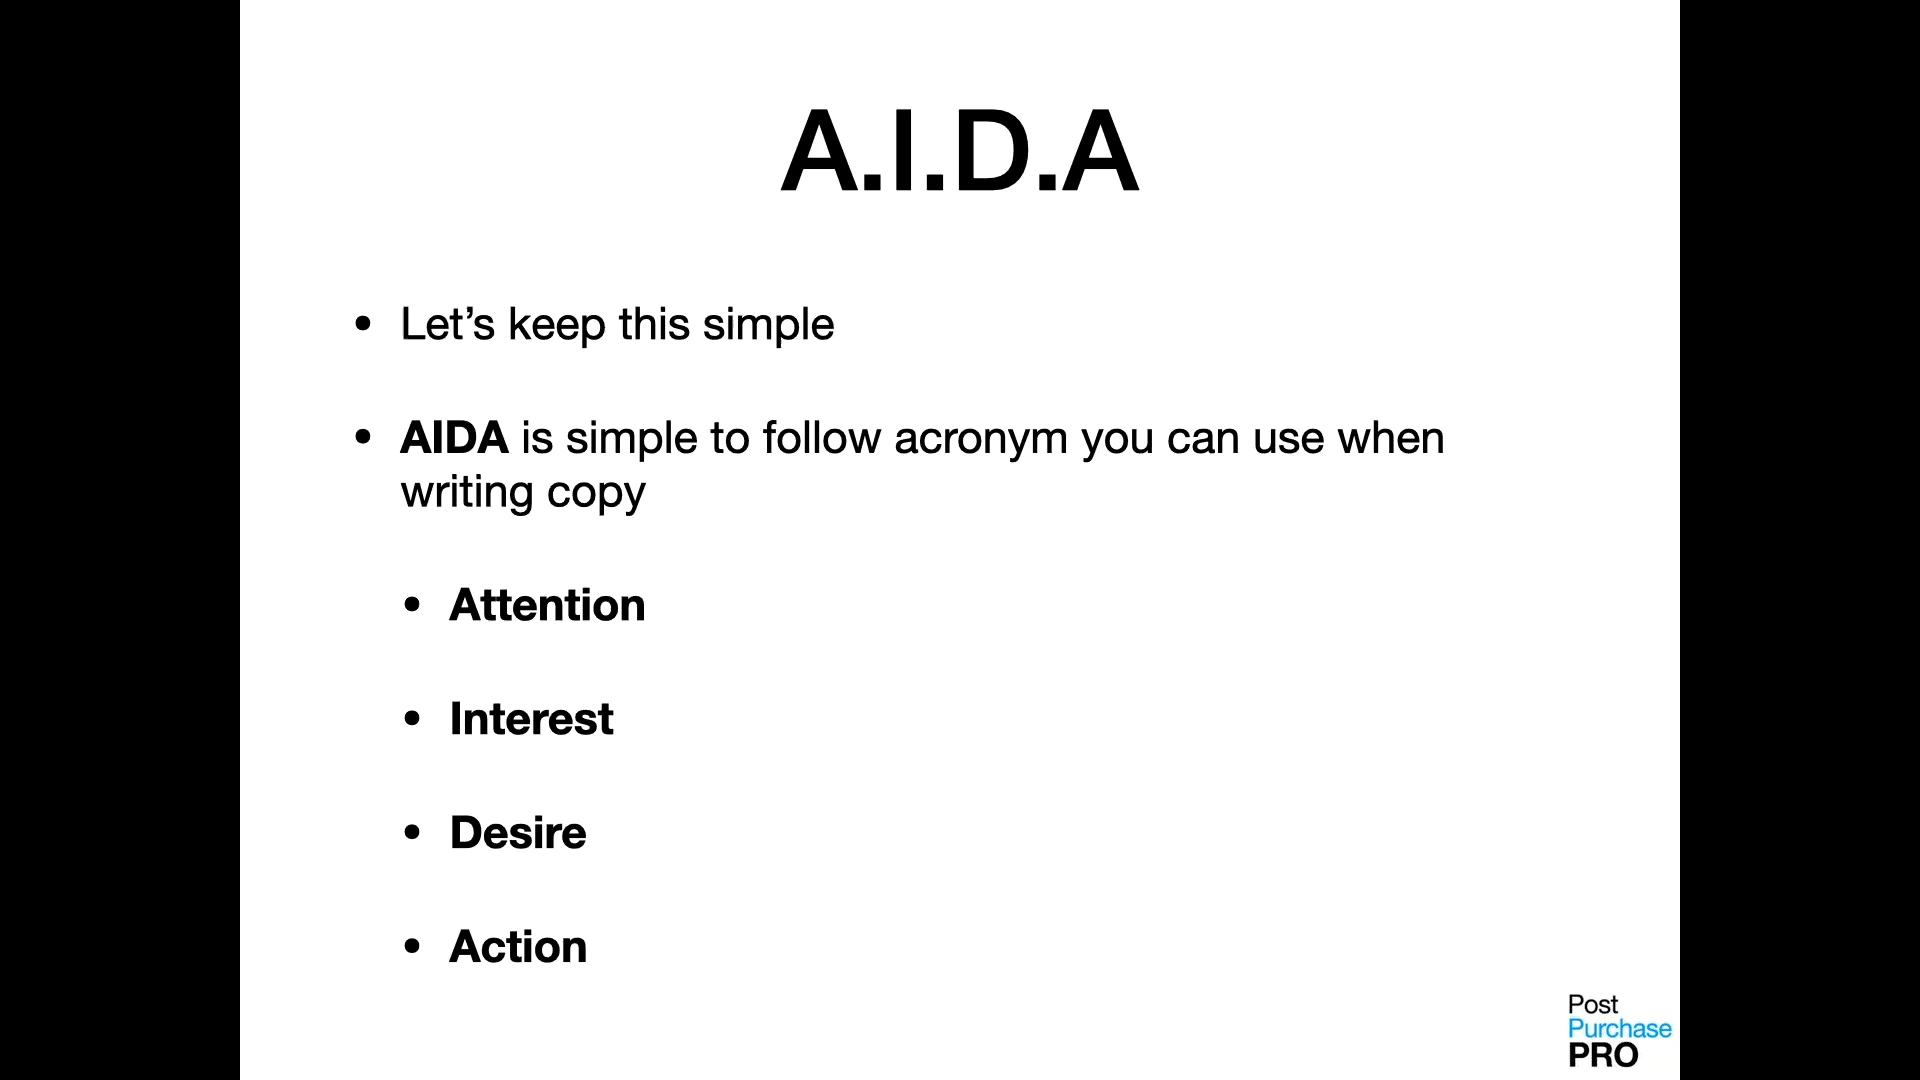 A.I.D.A
• Let’s keep this simple
• AIDA is simple to follow acronym you can use when
writing copy
• Attention
• Interest
• Desire
• Action
Post
Purchase
PRO